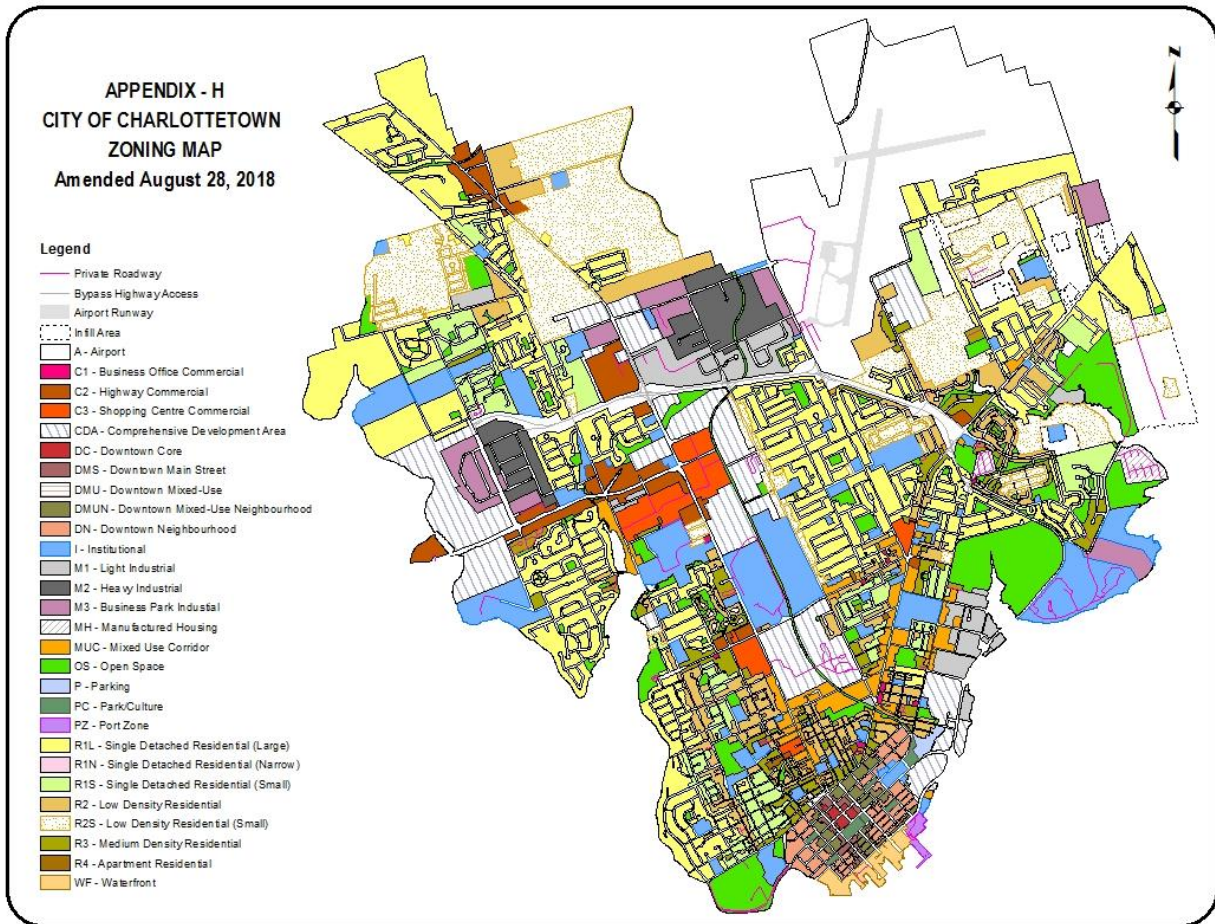 APPENDIX - H
CITY OF CHARLOTTETOWN
ZONING MAP
Amended August 28, 2018
N
Legend
Private Roadway
Bypass Highway Access
Airport Runway
Infill Area
A - Airport
C1 - Business Office Commercial
C2 - Highway Commercial
C3 - Shopping Centre Commercial
CDA - Comprehensive Development Area
DC - Downtown Core
DMS - Downtown Main Street
DMU - Downtown Mixed-Use
DMUN - Downtown Mixed-Use Neighbourhood
DN - Downtown Neighbourhood
I - Institutional
M1 - Light Industrial
M2 - Heavy Industrial
M3 - Business Park Industial
MH - Manufactured Housing
MUC - Mixed Use Corridor
OS - Open Space
P - Parking
PC - Park/Culture
PZ - Port Zone
R1L - Single Detached Residential (Large)
R1N - Single Detached Residential (Narrow)
R1S - Single Detached Residential (Small)
R2 - Low Density Residential
R2S - Low Density Residential (Small)
R3 - Medium Density Residential
R4 - Apartment Residential
WF - Waterfront